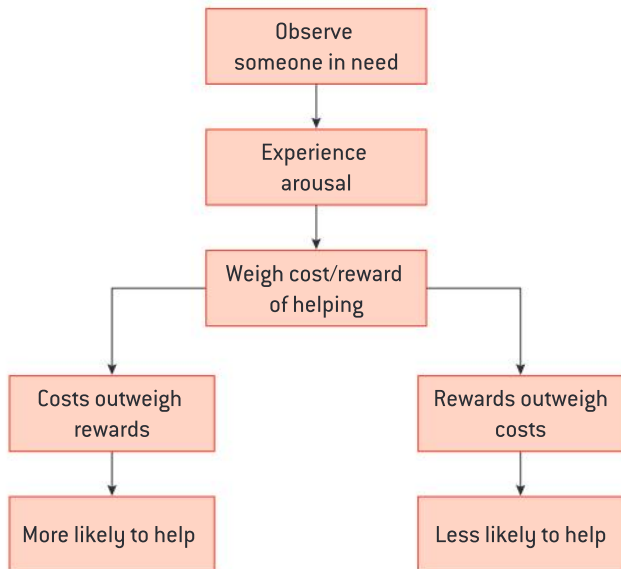 Observe
someone in need
Experience
arousal
Weigh cost/reward
of helping
Costs outweigh
rewards
Rewards outweigh
costs
More likely to help
Less likely to help